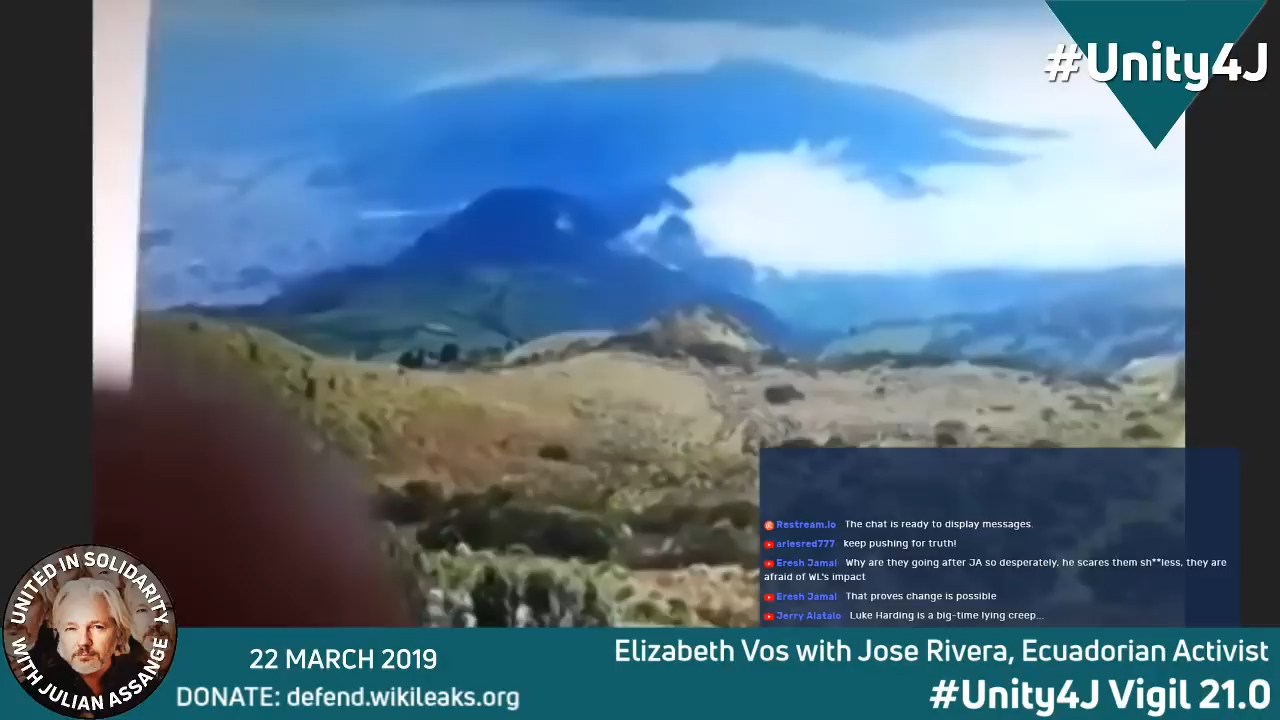 #Unity4J
Restream.io The chat is ready to display messages.
ariesred777 keep pushing for truth!
Eresh Jamal Why are they going after JA so desperately, he scares them sh**less, they are
afraid of WL's impact
Eresh Jamal That proves change is possible
Jerry Alatalo Luke Harding is a big-time lying creep...
UNITED IN SOLIDARITY
WITH JULIAN ASSANGE
22 MARCH 2019
DONATE: defend.wikileaks.org
Elizabeth Vos with Jose Rivera, Ecuadorian Activist
#Unity4J Vigil 21.0